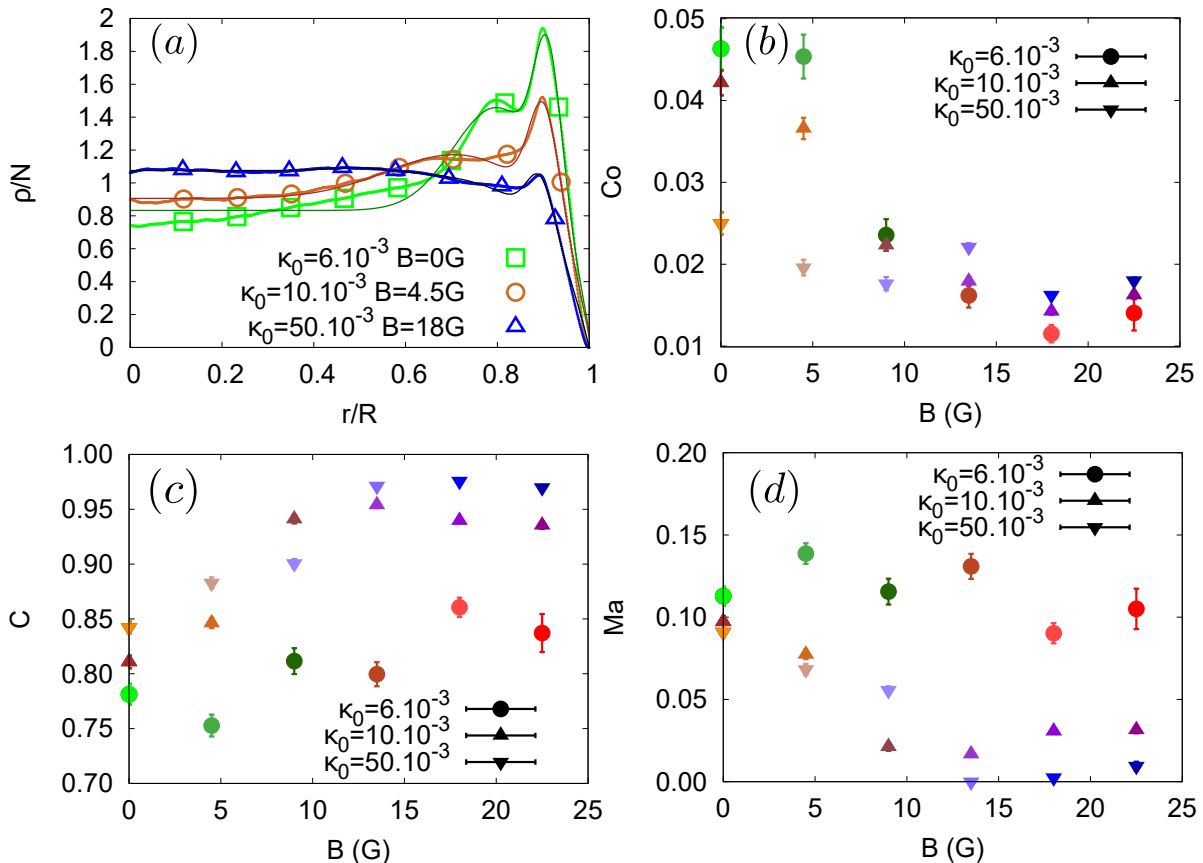 (a)
2
1.8
1.6
1.4
1.2
1
0.8
0.6
0.4
0.2
0
ρ/N
κ₀=6.10⁻³ B=0G
κ₀=10.10⁻³ B=4.5G
κ₀=50.10⁻³ B=18G
0 0.2 0.4 0.6 0.8 1
r/R
(b)
0.05
0.04
0.03
0.02
0.01
Co
κ₀=6.10⁻³
κ₀=10.10⁻³
κ₀=50.10⁻³
0 5 10 15 20 25
B (G)
(c)
1.00
0.95
0.90
0.85
0.80
0.75
0.70
C
κ₀=6.10⁻³
κ₀=10.10⁻³
κ₀=50.10⁻³
0 5 10 15 20 25
B (G)
(d)
0.20
0.15
0.10
0.05
0.00
Ma
κ₀=6.10⁻³
κ₀=10.10⁻³
κ₀=50.10⁻³
0 5 10 15 20 25
B (G)